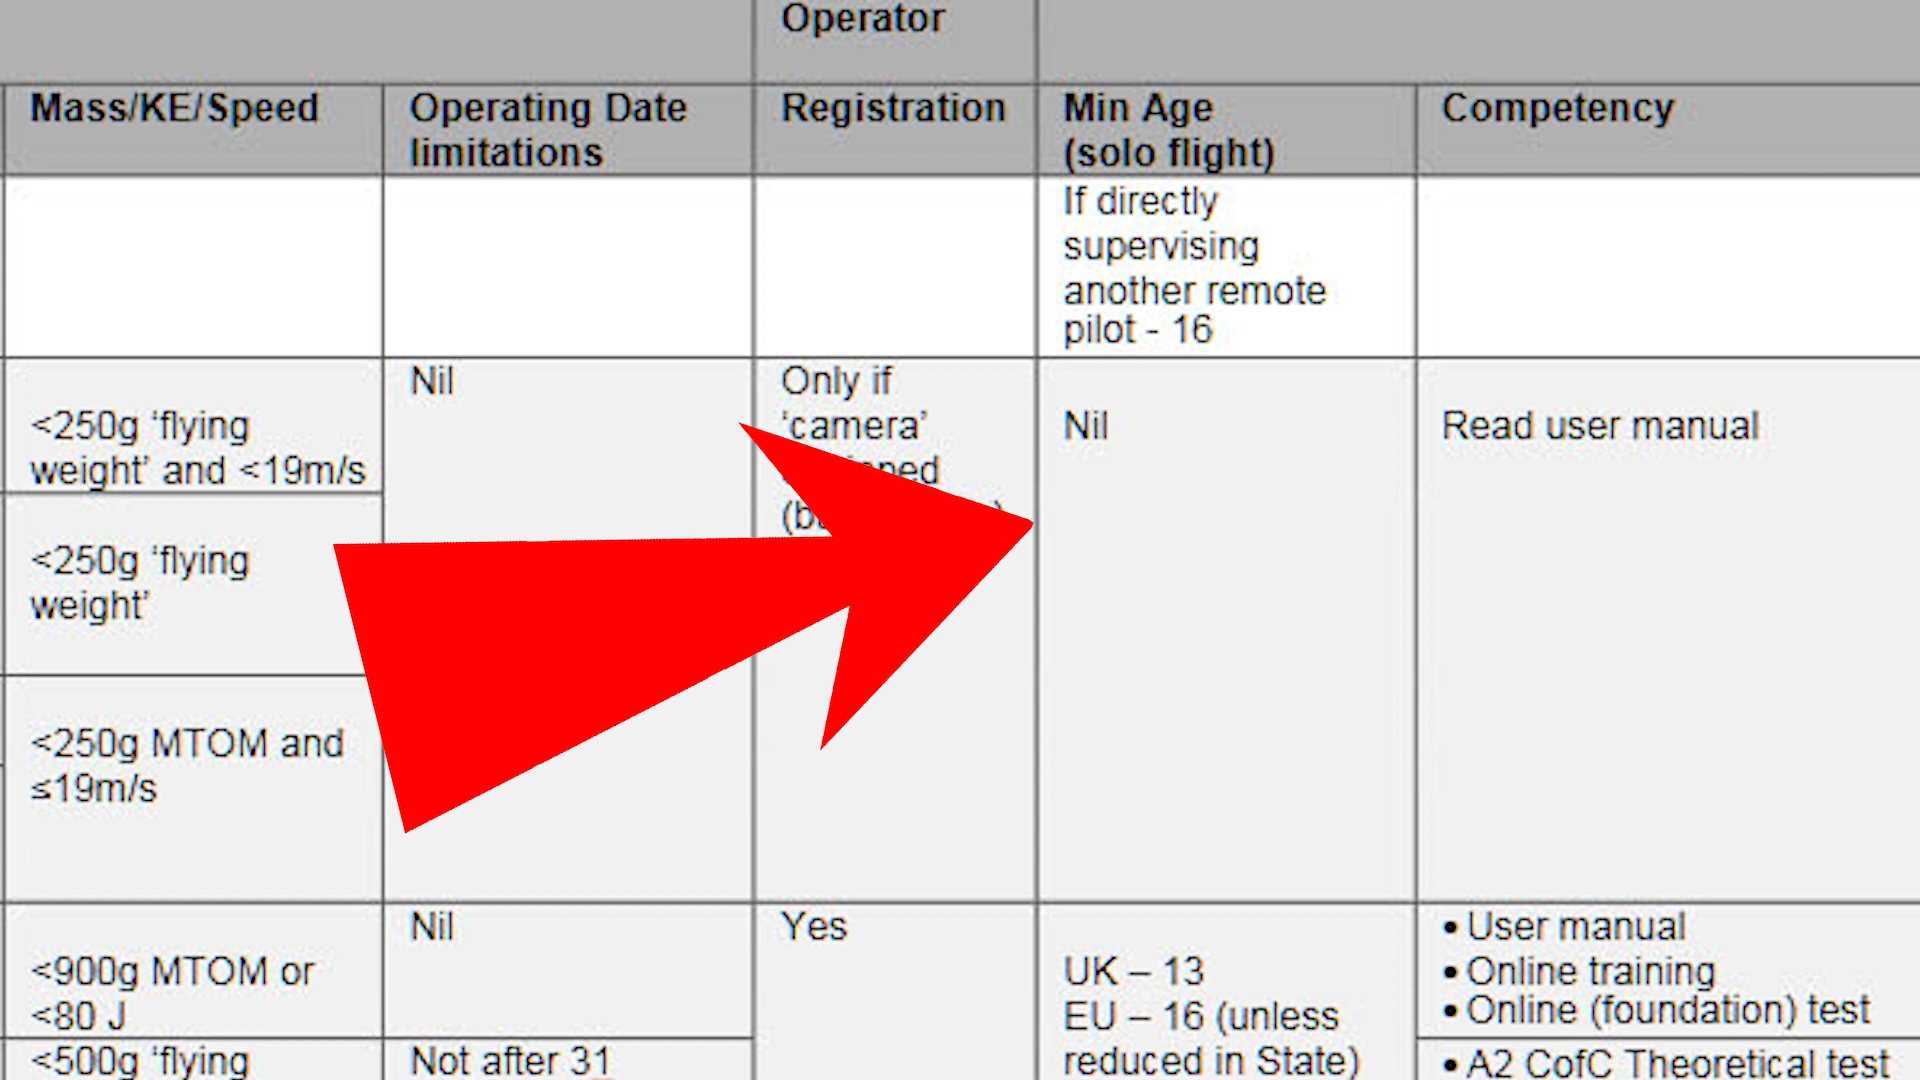 Operator
Mass/KE/Speed
Operating Date
limitations
Registration
Min Age
(solo flight)
Competency
If directly
supervising
another remote
pilot - 16
<250g ‘flying
weight’ and <19m/s
Nil
Only if
‘camera’
Nil
Read user manual
<250g ‘flying
weight’
<250g MTOM and
≤19m/s
<900g MTOM or
<80 J
Nil
Yes
UK – 13
EU – 16 (unless
reduced in State)
• User manual
• Online training
• Online (foundation) test
<500g ‘flying
Not after 31
• A2 CofC Theoretical test